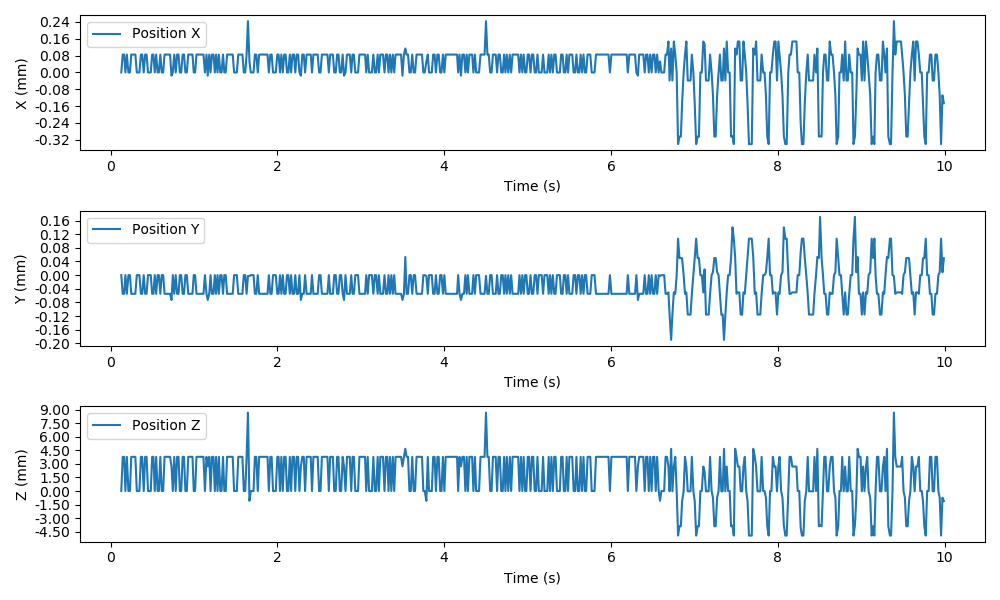 0.24
0.16
0.08
0.00
-0.08
-0.16
-0.24
-0.32
X (mm)
Position X
0 2 4 6 8 10
Time (s)
0.16
0.12
0.08
0.04
0.00
-0.04
-0.08
-0.12
-0.16
-0.20
Y (mm)
Position Y
0 2 4 6 8 10
Time (s)
9.00
7.50
6.00
4.50
3.00
1.50
0.00
-1.50
-3.00
-4.50
Z (mm)
Position Z
0 2 4 6 8 10
Time (s)